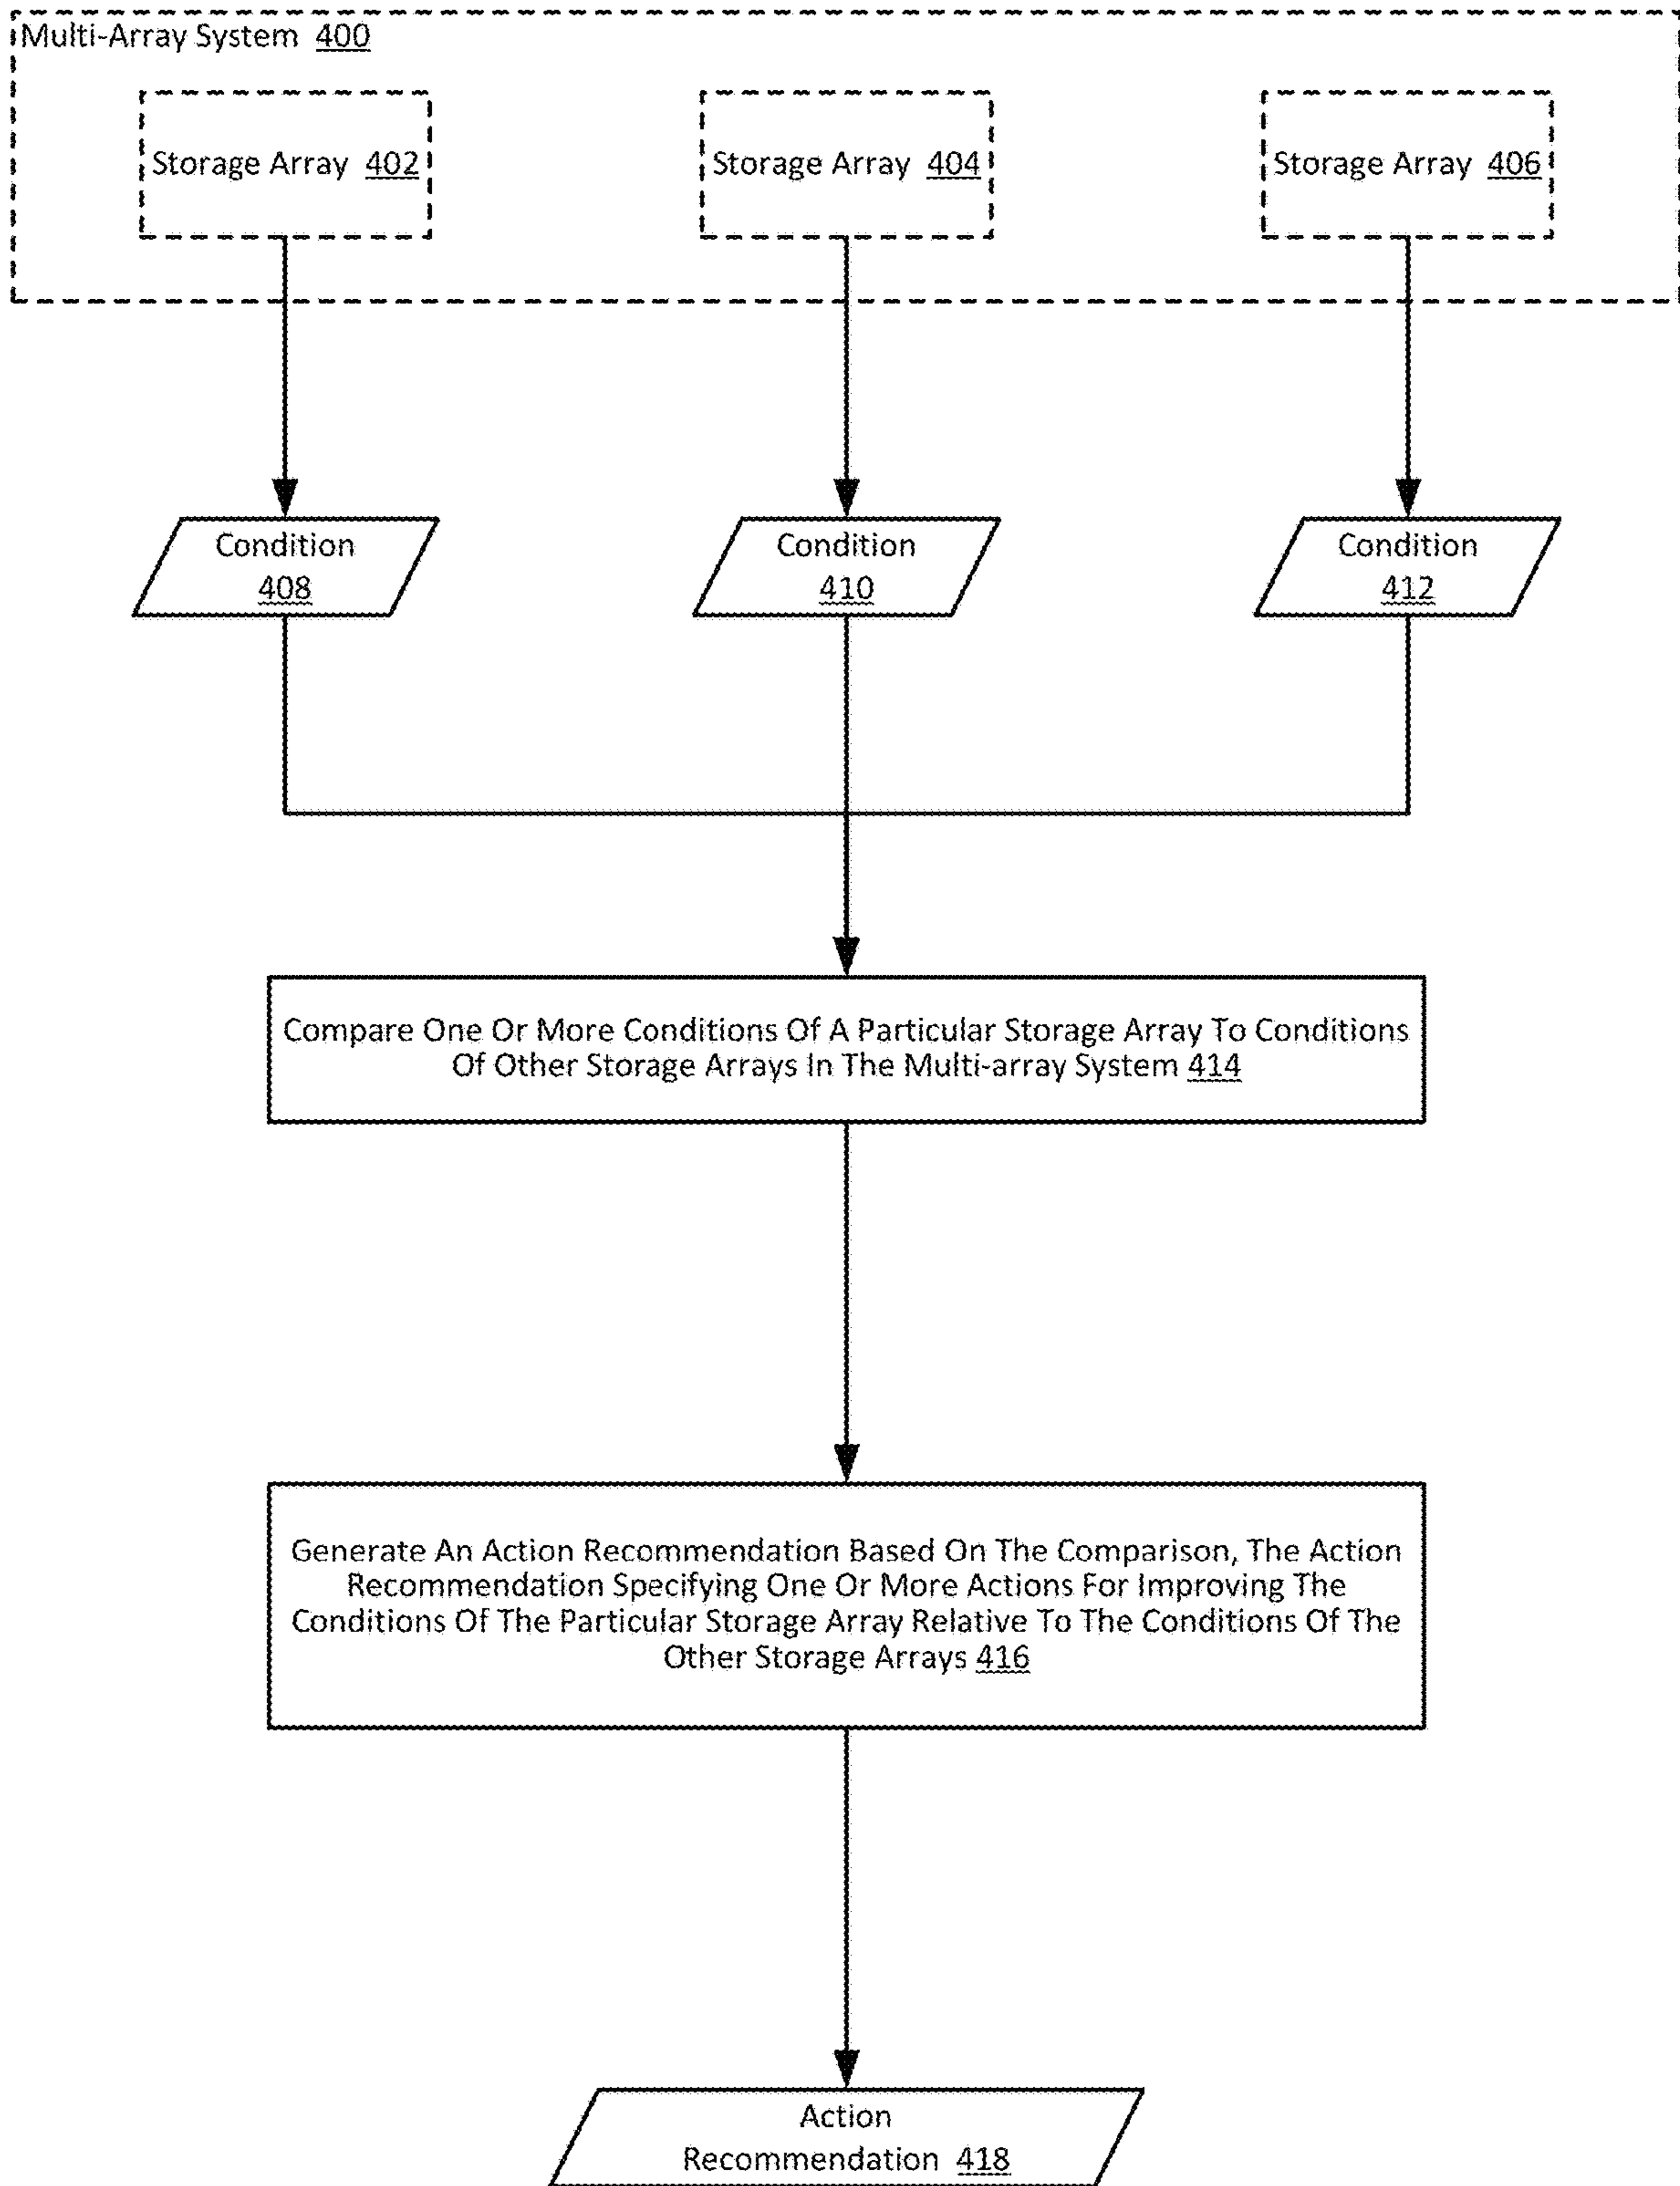 Multi-Array System 400
Storage Array 402
Storage Array 404
Storage Array 406
Condition
408
Condition
410
Condition
412
Compare One Or More Conditions Of A Particular Storage Array To Conditions
Of Other Storage Arrays In The Multi-array System 414
Generate An Action Recommendation Based On The Comparison, The Action
Recommendation Specifying One Or More Actions For Improving The
Conditions Of The Particular Storage Array Relative To The Conditions Of The
Other Storage Arrays 416
Action
Recommendation 418